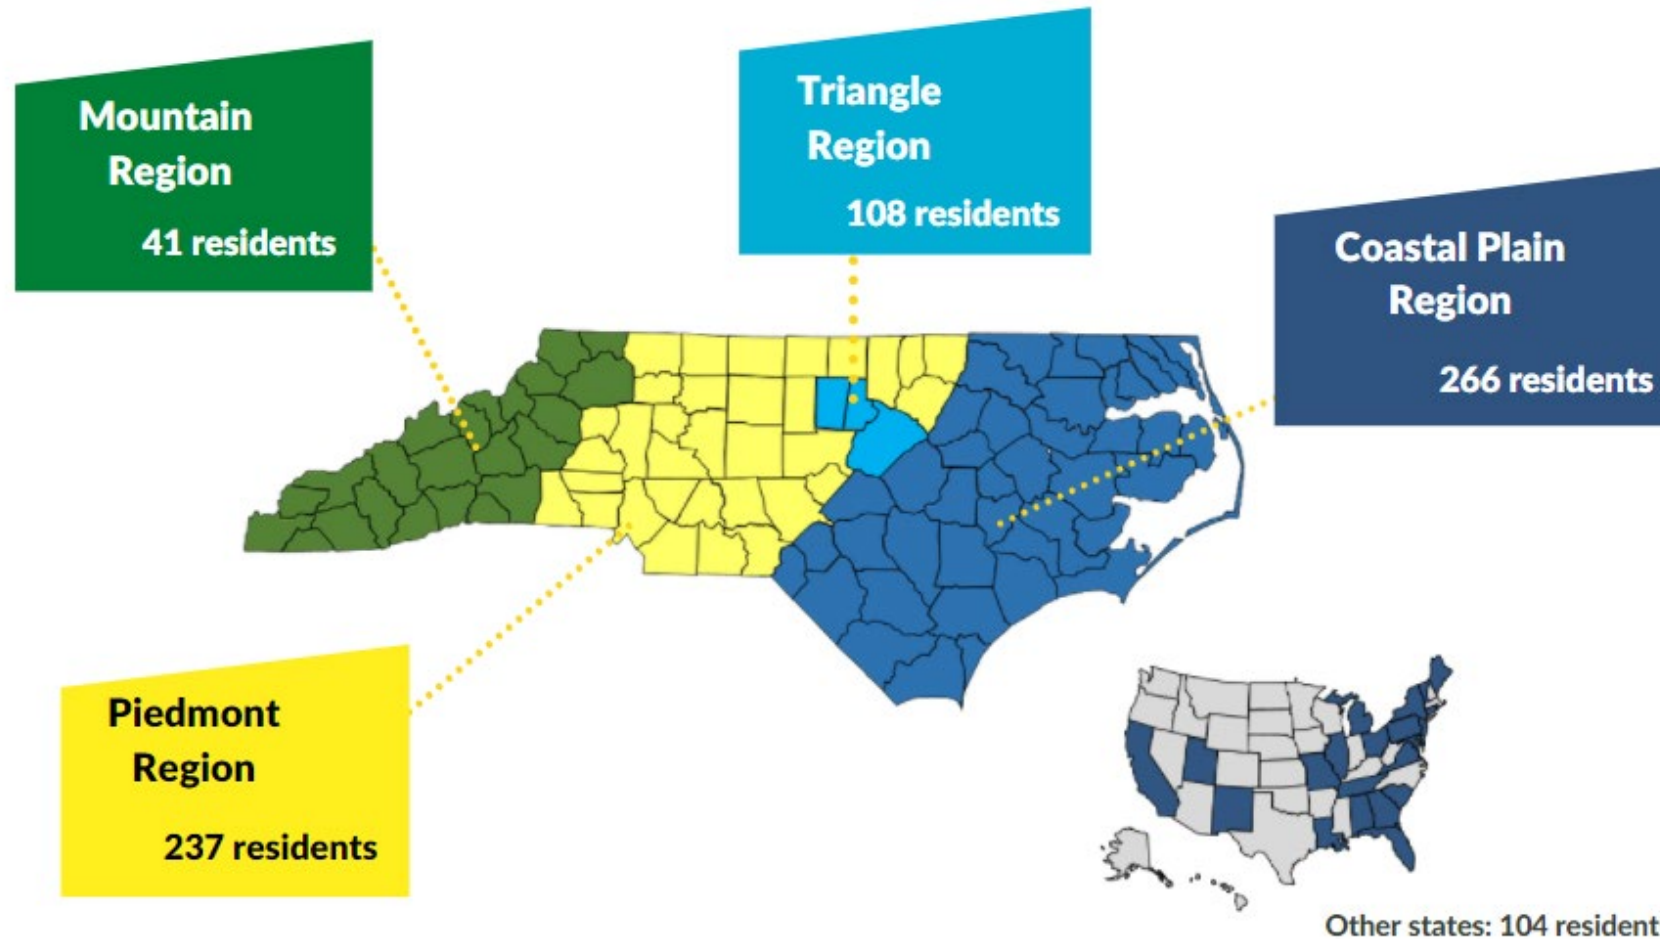 Mountain
Region
41 residents
Triangle
Region
108 residents
Coastal Plain
Region
266 residents
Piedmont
Region
237 residents
Other states: 104 resident